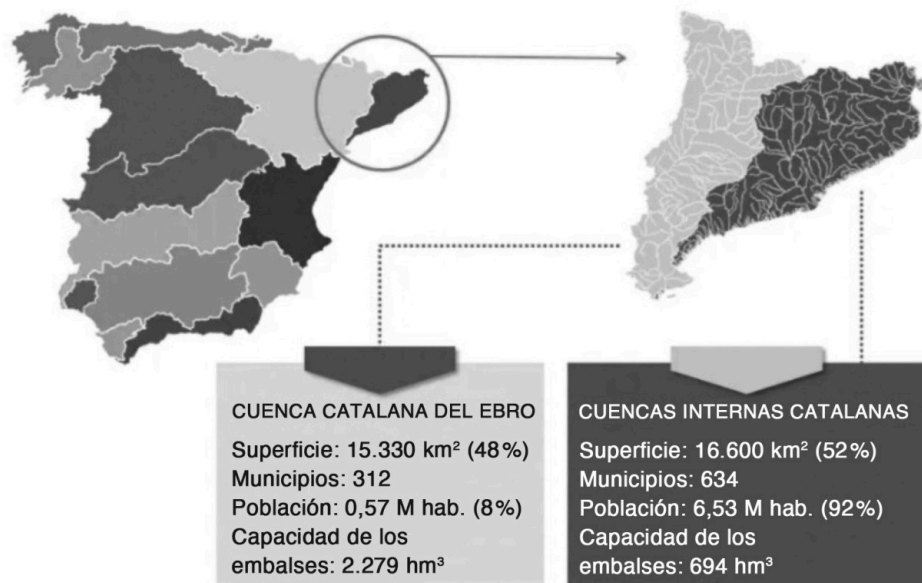 CUENCA CATALANA DEL EBRO
Superficie: 15.330 km² (48%)
Municipios: 312
Población: 0,57 M hab. (8%)
Capacidad de los
embalses: 2.279 hm³
CUENCAS INTERNAS CATALANAS
Superficie: 16.600 km² (52%)
Municipios: 634
Población: 6,53 M hab. (92%)
Capacidad de los
embalses: 694 hm³